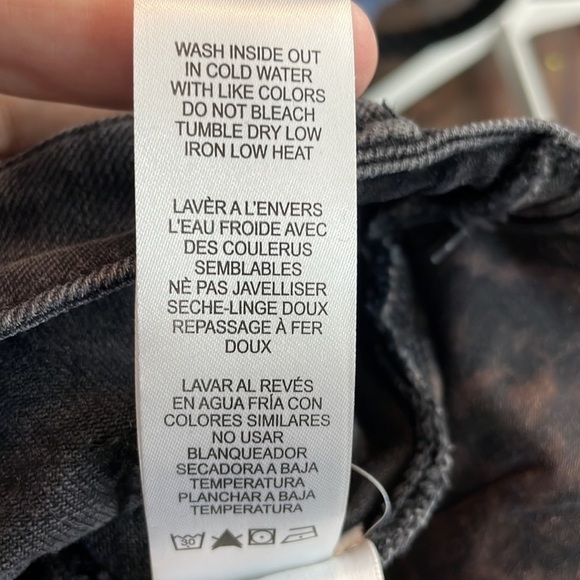 WASH INSIDE OUT
IN COLD WATER
WITH LIKE COLORS
DO NOT BLEACH
TUMBLE DRY LOW
IRON LOW HEAT
LAVÈR A L'ENVERS
L'EAU FROIDE AVEC
DES COULERUS
SEMBLABLES
NÈ PAS JAVELLISER
SECHE-LINGE DOUX
REPASSAGE À FER
DOUX
LAVAR AL REVÉS
EN AGUA FRÍA CON
COLORES SIMILARES
NO USAR
BLANQUEADOR
SECADORA A BAJA
TEMPERATURA
PLANCHAR A BAJA
TEMPERATURA
30